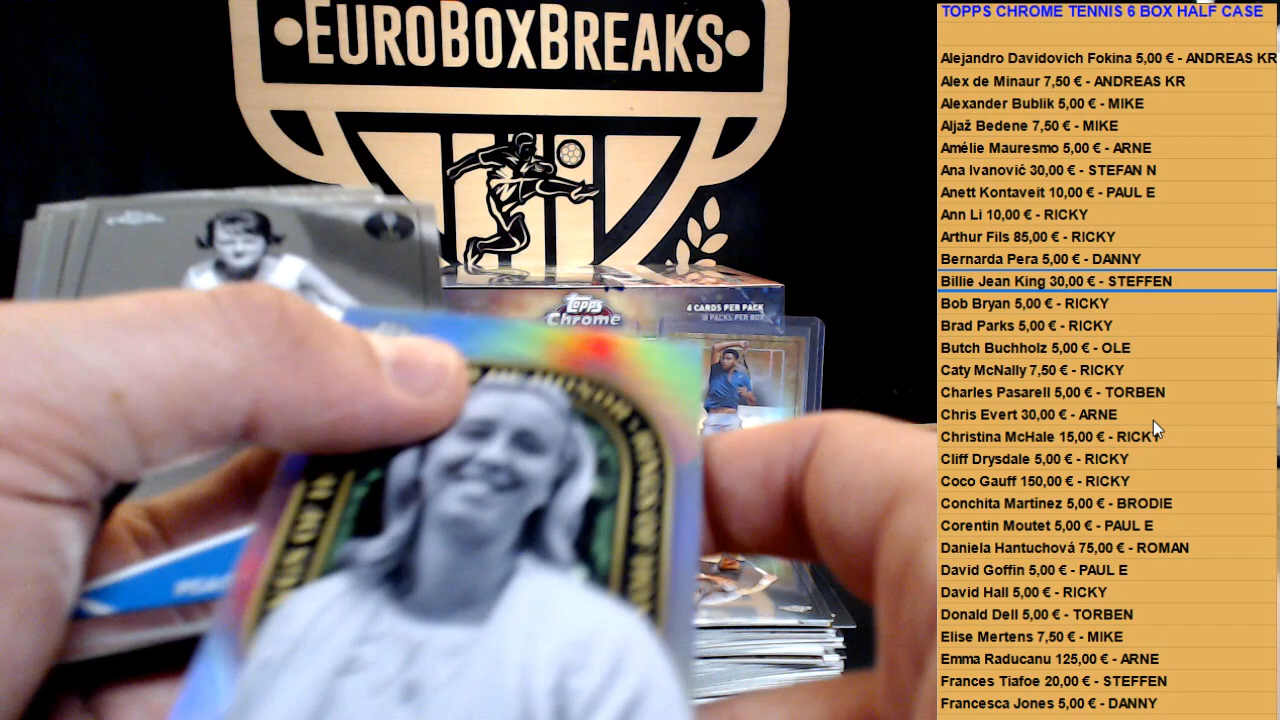 EUROBOXBREAKS
Topps
Chrome
4 CARDS PER PACK
TOPPS CHROME TENNIS 6 BOX HALF CASE
Alejandro Davidovich Fokina 5,00 € - ANDREAS KR
Alex de Minaur 7,50 € - ANDREAS KR
Alexander Bublik 5,00 € - MIKE
Aljaž Bedene 7,50 € - MIKE
Amélie Mauresmo 5,00 € - ARNE
Ana Ivanović 30,00 € - STEFAN N
Anett Kontaveit 10,00 € - PAUL E
Ann Li 10,00 € - RICKY
Arthur Fils 85,00 € - RICKY
Bernarda Pera 5,00 € - DANNY
Billie Jean King 30,00 € - STEFFEN
Bob Bryan 5,00 € - RICKY
Brad Parks 5,00 € - RICKY
Butch Buchholz 5,00 € - OLE
Caty McNally 7,50 € - RICKY
Charles Pasarell 5,00 € - TORBEN
Chris Evert 30,00 € - ARNE
Christina McHale 15,00 € - RICKY
Cliff Drysdale 5,00 € - RICKY
Coco Gauff 150,00 € - RICKY
Conchita Martínez 5,00 € - BRODIE
Corentin Moutet 5,00 € - PAUL E
Daniela Hantuchová 75,00 € - ROMAN
David Goffin 5,00 € - PAUL E
David Hall 5,00 € - RICKY
Donald Dell 5,00 € - TORBEN
Elise Mertens 7,50 € - MIKE
Emma Raducanu 125,00 € - ARNE
Frances Tiafoe 20,00 € - STEFFEN
Francesca Jones 5,00 € - DANNY